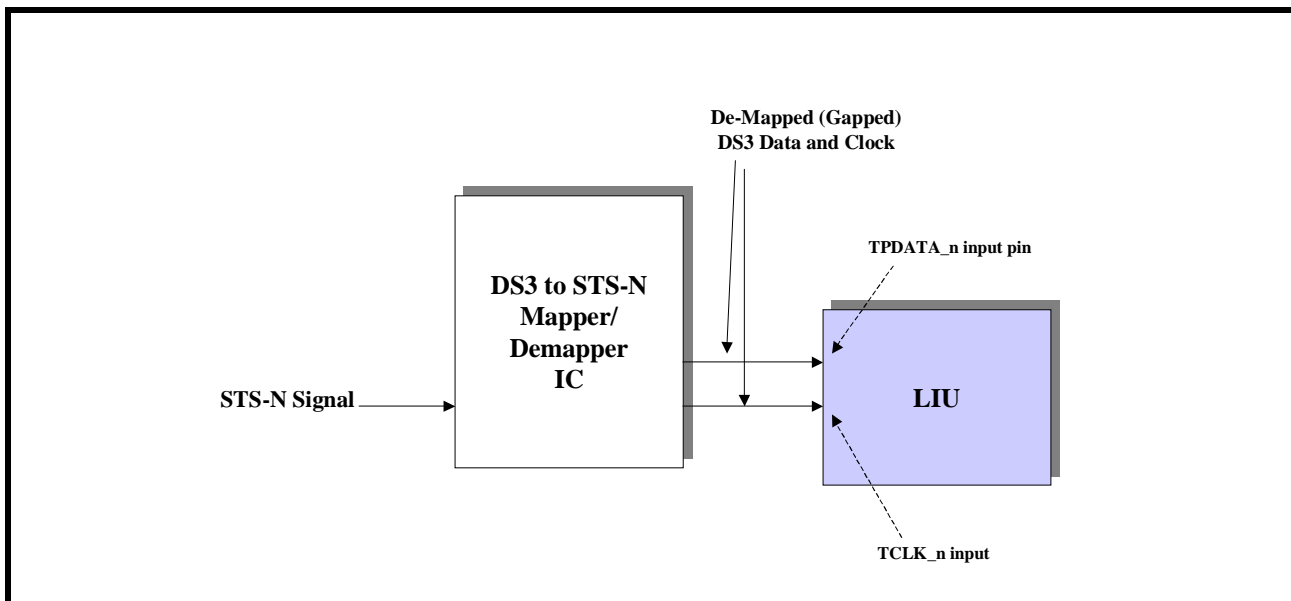 De-Mapped (Gapped)
DS3 Data and Clock
TPDATA_n input pin
DS3 to STS-N
Mapper/
Demapper
IC
STS-N Signal
LIU
TCLK_n input